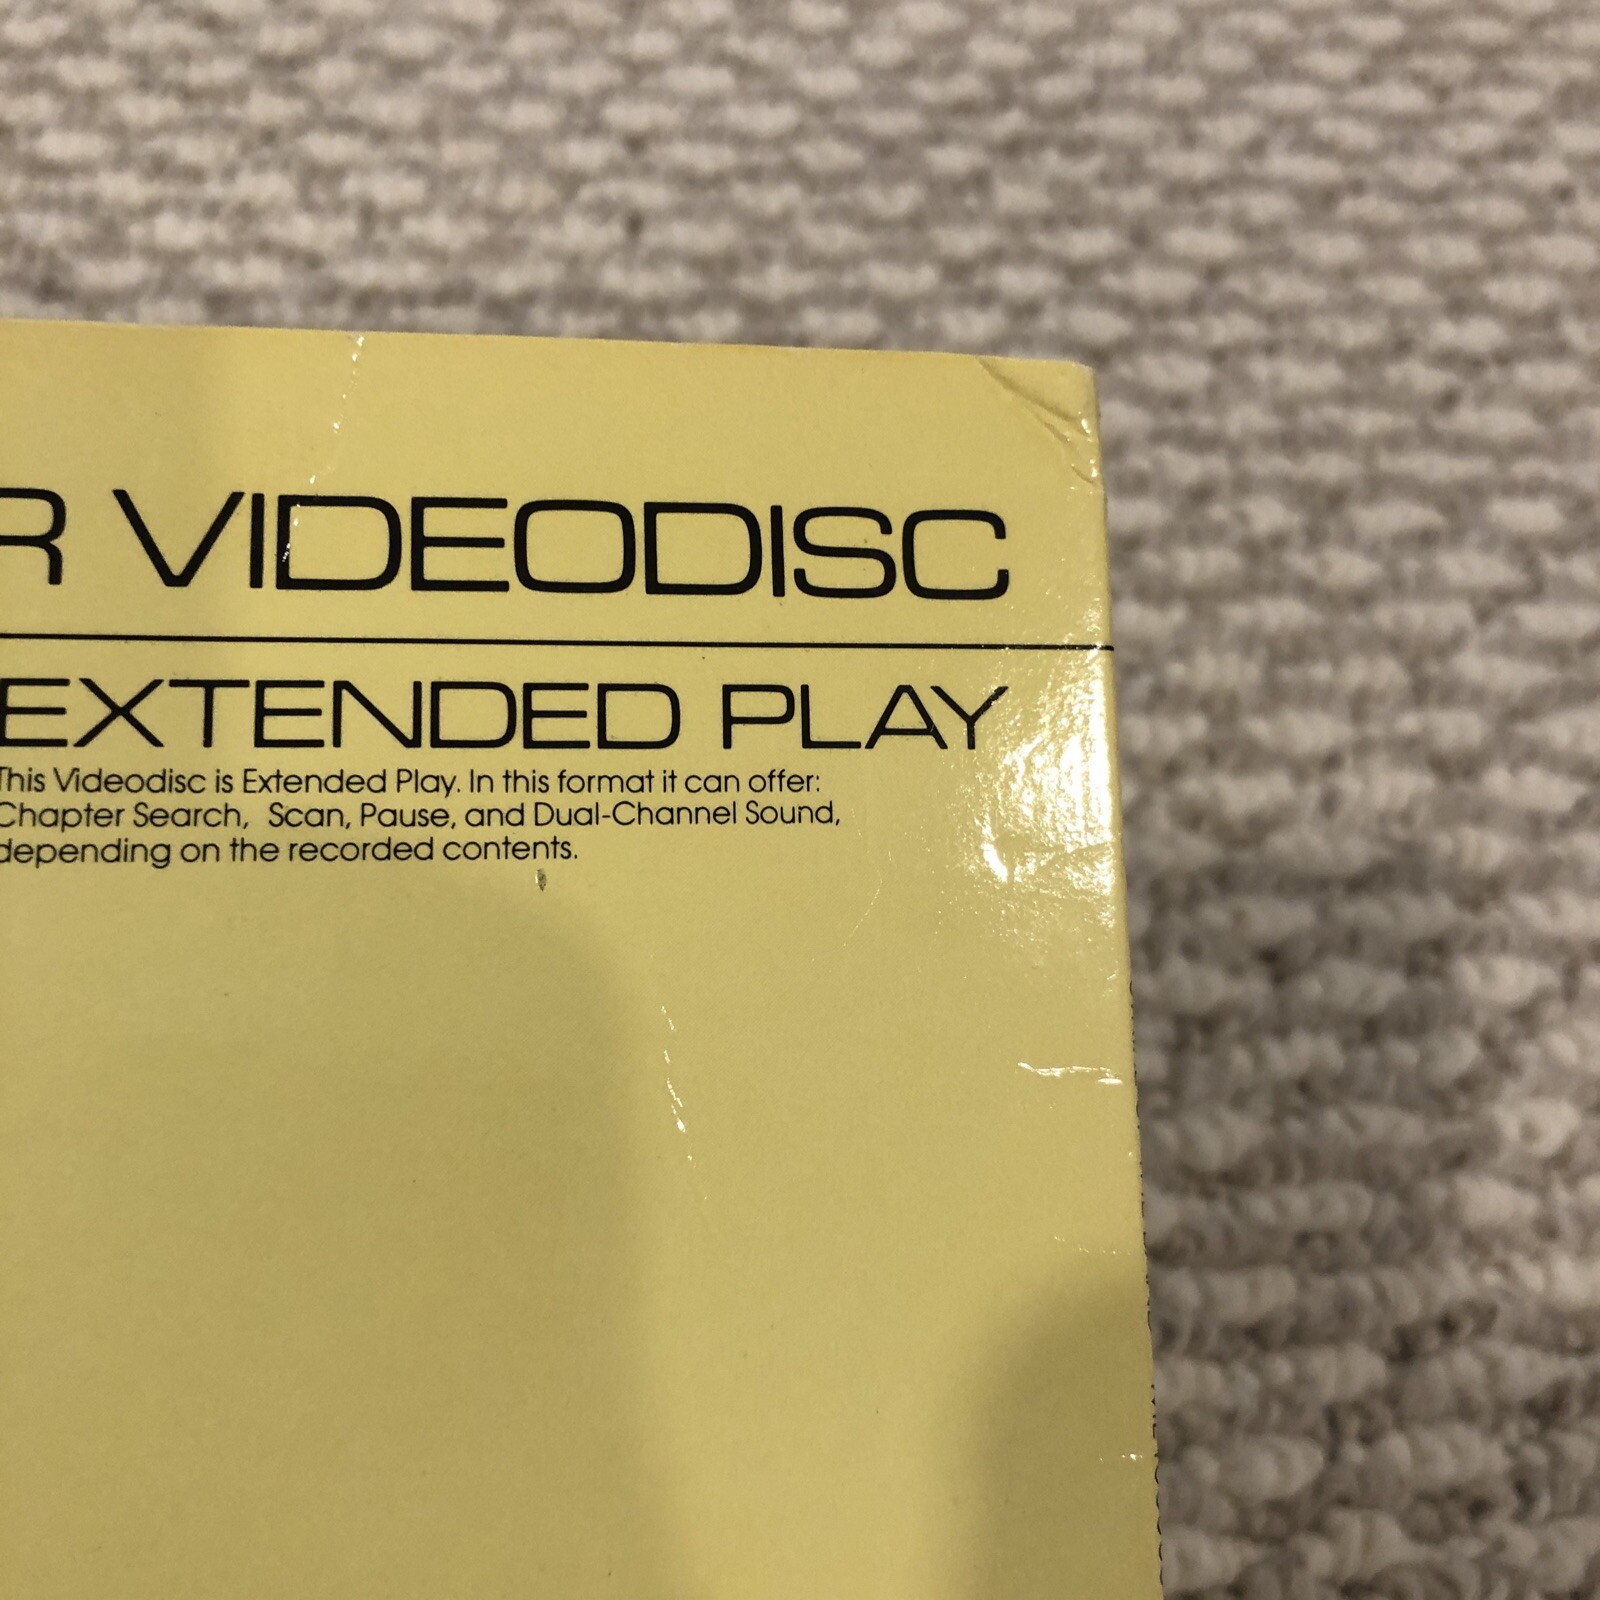 R VIDEODISC
EXTENDED PLAY
This Videodisc is Extended Play. In this format it can offer:
Chapter Search, Scan, Pause, and Dual-Channel Sound,
depending on the recorded contents.